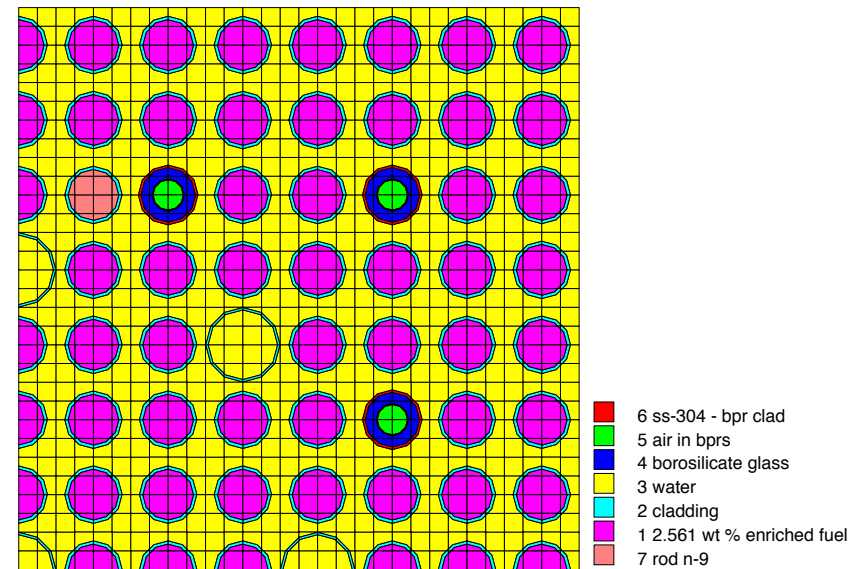 6 ss-304 - bpr clad
5 air in bprs
4 borosilicate glass
3 water
2 cladding
1 2.561 wt % enriched fuel
7 rod n-9